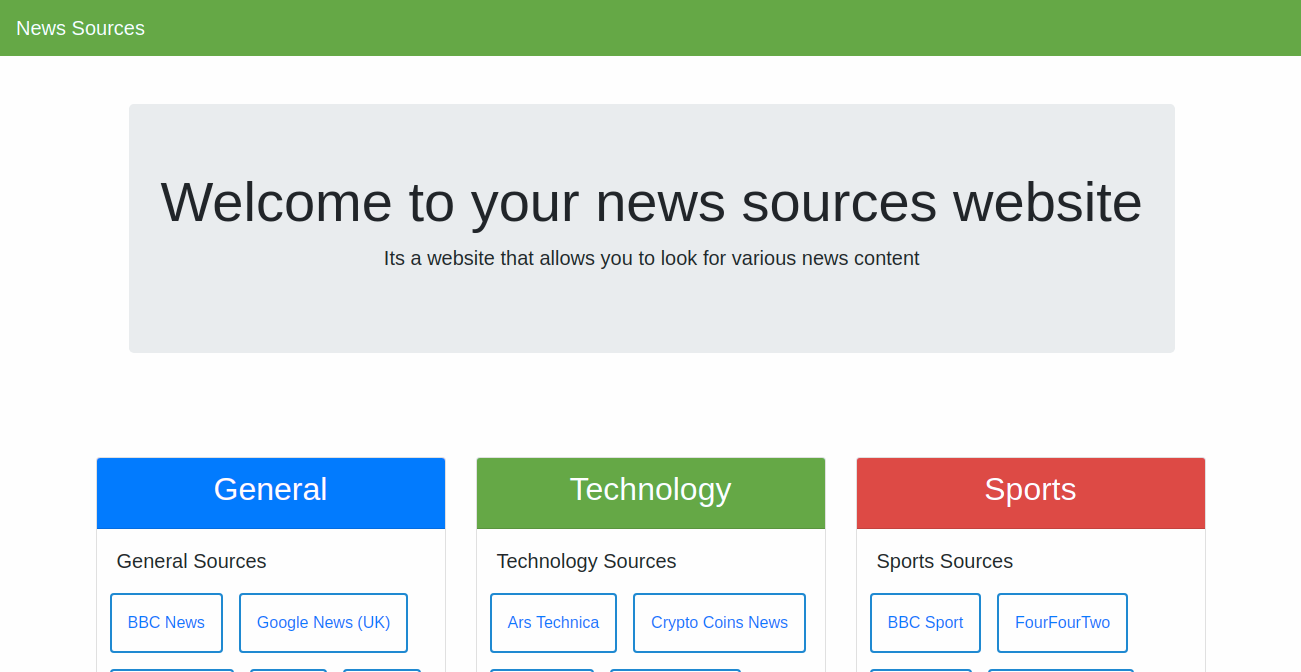 News Sources
Welcome to your news sources website
Its a website that allows you to look for various news content
General
Technology
Sports
General Sources
Technology Sources
Sports Sources
BBC News
Google News (UK)
Ars Technica
Crypto Coins News
BBC Sport
FourFourTwo